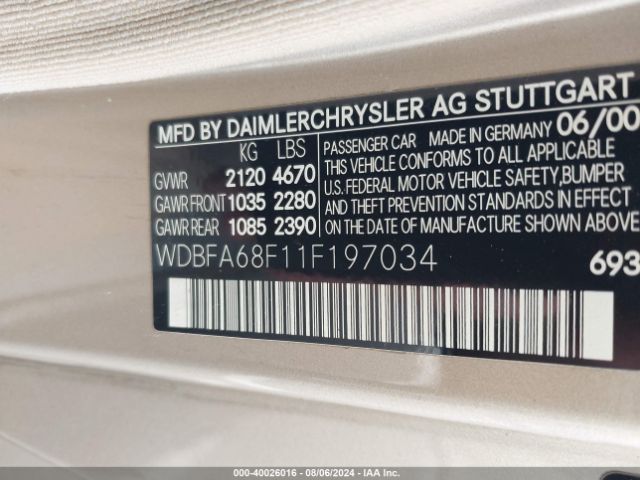 MFD BY DAIMLERCHRYSLER AG STUTTGART
KG LBS
GVWR 2120 4670
GAWR FRONT 1035 2280
GAWR REAR 1085 2390
PASSENGER CAR MADE IN GERMANY 06/00
THIS VEHICLE CONFORMS TO ALL APPLICABLE
U.S. FEDERAL MOTOR VEHICLE SAFETY,BUMPER
AND THEFT PREVENTION STANDARDS IN EFFECT
ON THE DATE OF MANUFACTURE SHOWN ABOVE
WDBFA68F11F197034 693
000-40026016 • 08/06/2024 • IAA Inc.